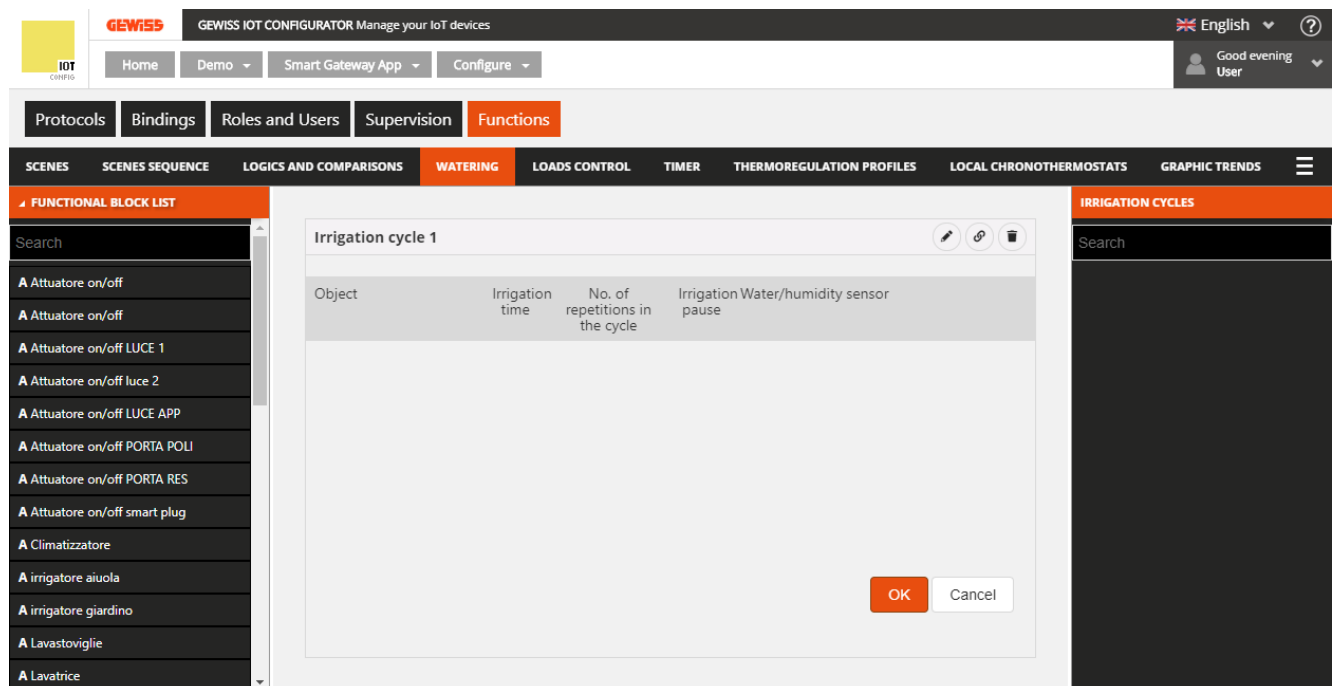 GEWISS
GEWISS IOT CONFIGURATOR Manage your IoT devices
English
?
IOT
CONFIG
Home
Demo
Smart Gateway App
Configure
Good evening
User
Protocols
Bindings
Roles and Users
Supervision
Functions
SCENES
SCENES SEQUENCE
LOGICS AND COMPARISONS
WATERING
LOADS CONTROL
TIMER
THERMOREGULATION PROFILES
LOCAL CHRONOTHERMOSTATS
GRAPHIC TRENDS
FUNCTIONAL BLOCK LIST
Search
A Attuatore on/off
A Attuatore on/off
A Attuatore on/off LUCE 1
A Attuatore on/off luce 2
A Attuatore on/off LUCE APP
A Attuatore on/off PORTA POLI
A Attuatore on/off PORTA RES
A Attuatore on/off smart plug
A Climatizzatore
A irrigatore aiuola
A irrigatore giardino
A Lavastoviglie
A Lavatrice
Irrigation cycle 1
Object
Irrigation
time
No. of
repetitions in
the cycle
Irrigation
pause
Water/humidity sensor
OK
Cancel
IRRIGATION CYCLES
Search